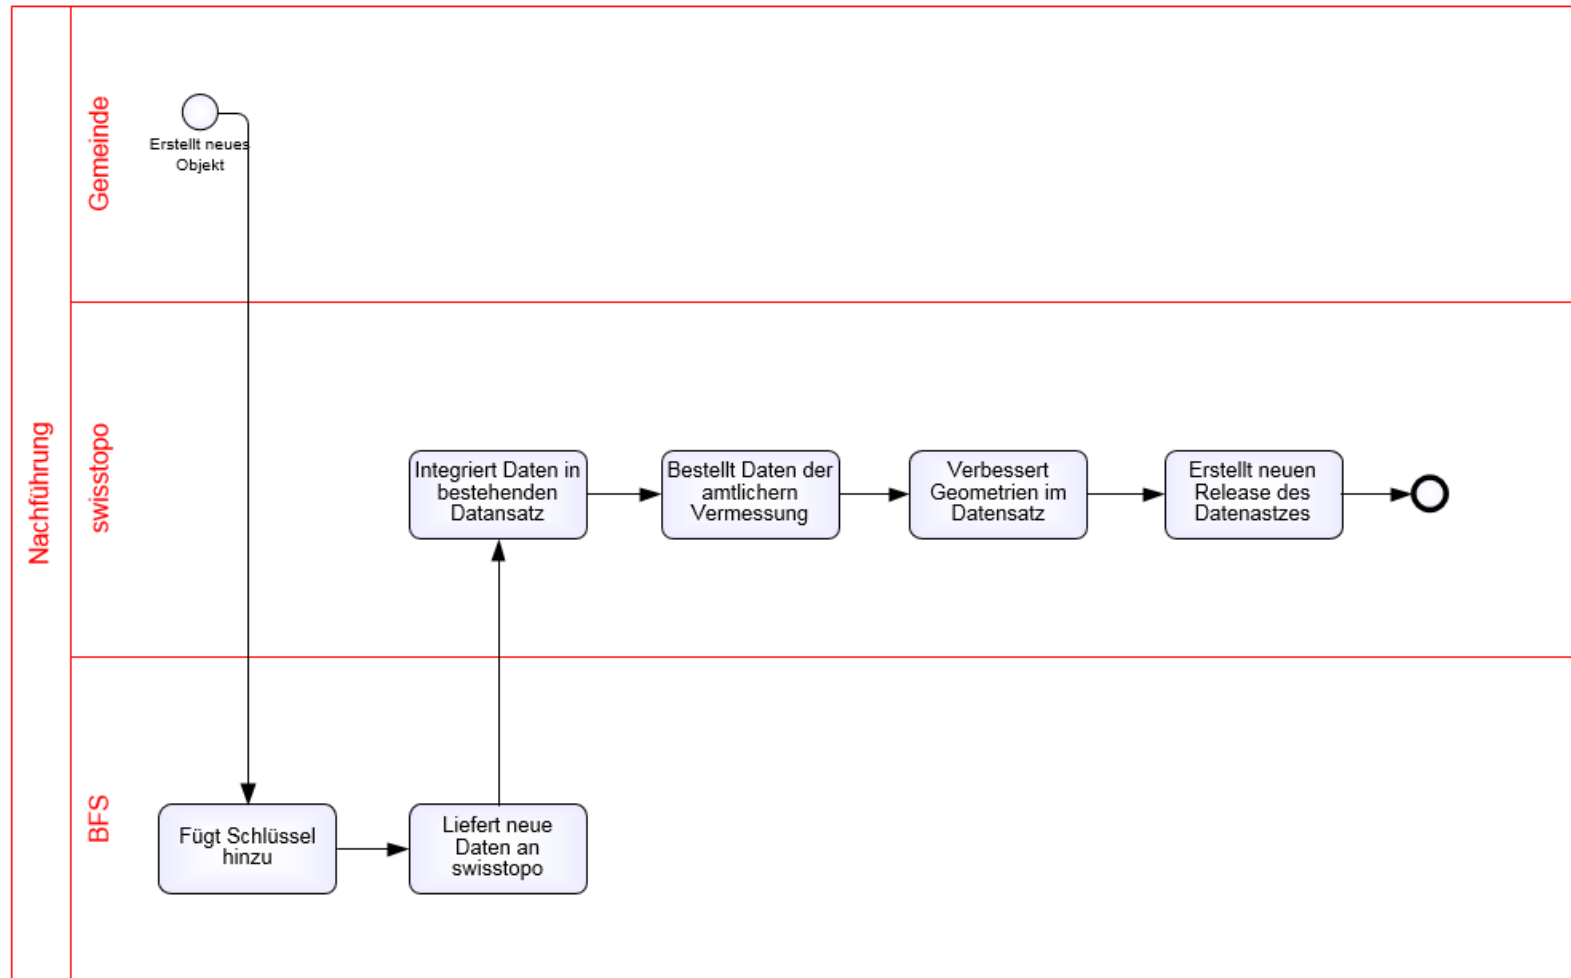 Nachführung
Gemeinde
Erstellt neues
Objekt
swisstopo
Integriert Daten in
bestehenden
Datansatz
Bestellt Daten der
amtlichern
Vermessung
Verbessert
Geometrien im
Datensatz
Erstellt neuen
Release des
Datenastzes
BFS
Fügt Schlüssel
hinzu
Liefert neue
Daten an
swisstopo